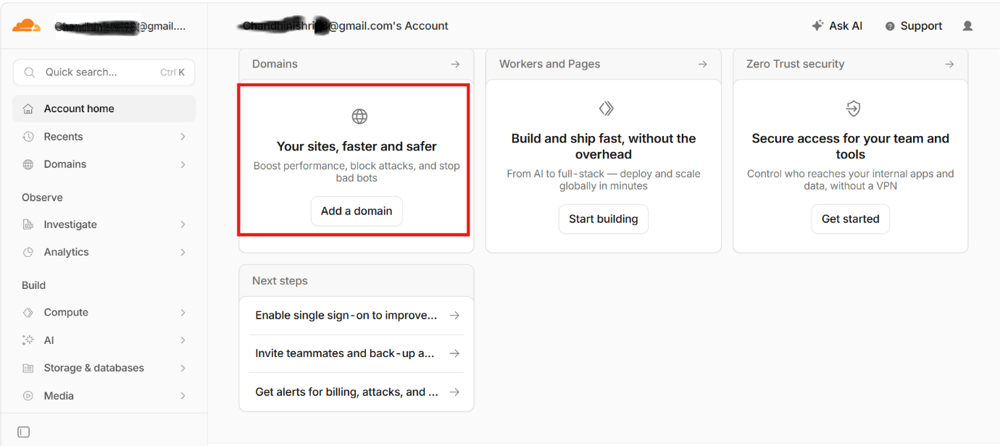 @gmail....
@gmail.com's Account
Ask AI
Support
Quick search...
Ctrl K
Account home
Recents
Domains
Observe
Investigate
Analytics
Build
Compute
AI
Storage & databases
Media
Domains
Your sites, faster and safer
Boost performance, block attacks, and stop
bad bots
Add a domain
Workers and Pages
Build and ship fast, without the
overhead
From AI to full-stack — deploy and scale
globally in minutes
Start building
Zero Trust security
Secure access for your team and
tools
Control who reaches your internal apps and
data, without a VPN
Get started
Next steps
Enable single sign-on to improve...
Invite teammates and back-up a...
Get alerts for billing, attacks, and ...